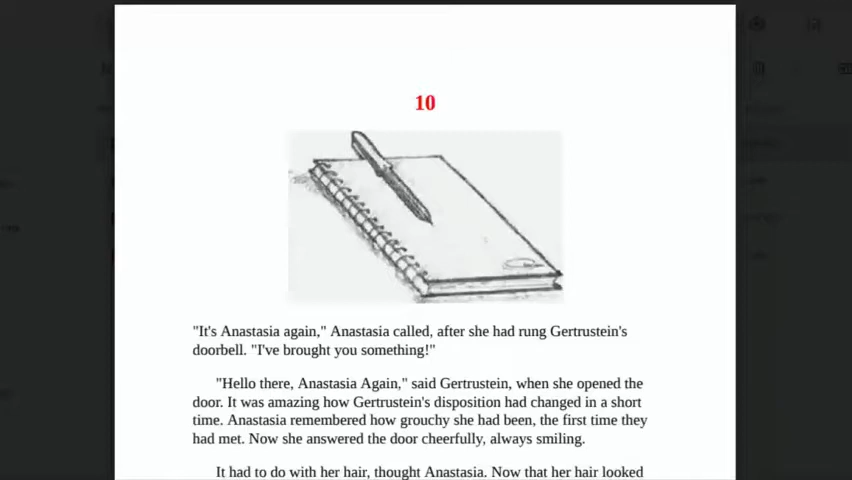 10
"It's Anastasia again," Anastasia called, after she had rung Gertrustein's
doorbell. "I've brought you something!"
"Hello there, Anastasia Again," said Gertrustein, when she opened the
door. It was amazing how Gertrustein's disposition had changed in a short
time. Anastasia remembered how grouchy she had been, the first time they
had met. Now she answered the door cheerfully, always smiling.
It had to do with her hair, thought Anastasia. Now that her hair looked